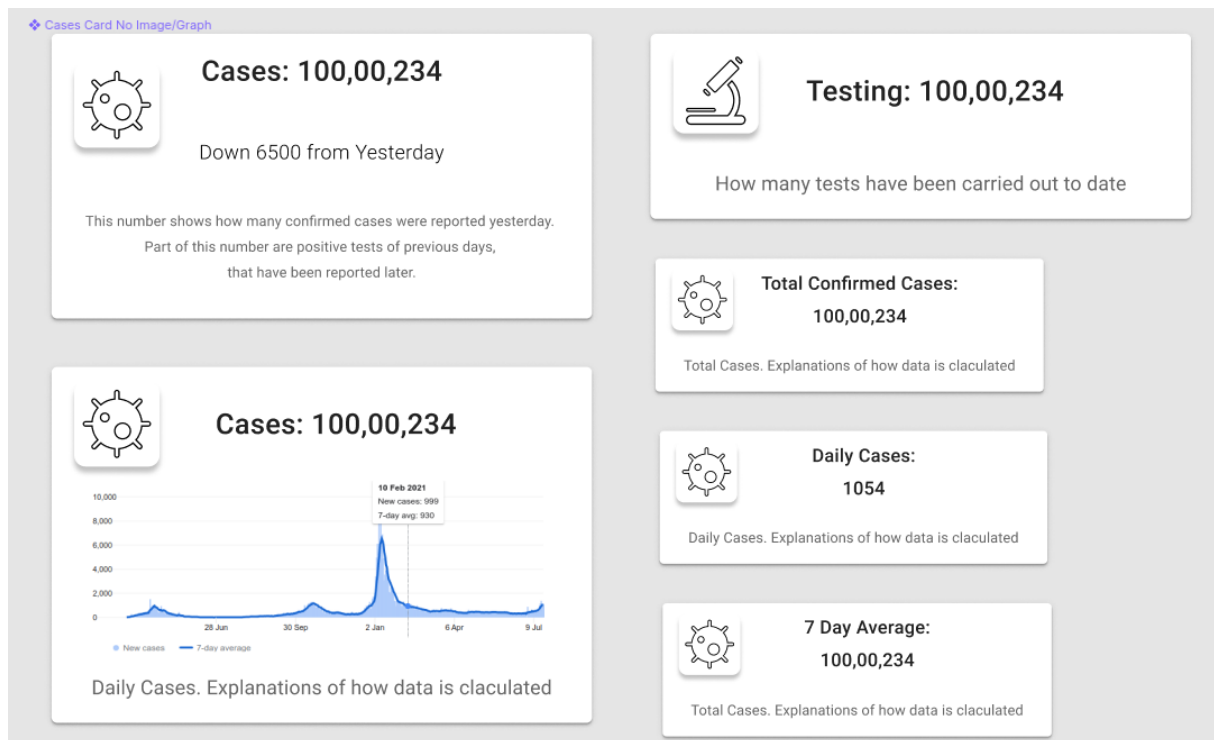 Cases Card No Image/Graph
Cases: 100,00,234
Down 6500 from Yesterday
This number shows how many confirmed cases were reported yesterday.
Part of this number are positive tests of previous days,
that have been reported later.
Cases: 100,00,234
10 Feb 2021
New cases: 999
7-day avg: 930
10,000
8,000
6,000
4,000
2,000
0
28 Jun
30 Sep
2 Jan
6 Apr
9 Jul
New cases
7-day average
Daily Cases. Explanations of how data is claculated
Testing: 100,00,234
How many tests have been carried out to date
Total Confirmed Cases:
100,00,234
Total Cases. Explanations of how data is claculated
Daily Cases:
1054
Daily Cases. Explanations of how data is claculated
7 Day Average:
100,00,234
Total Cases. Explanations of how data is claculated